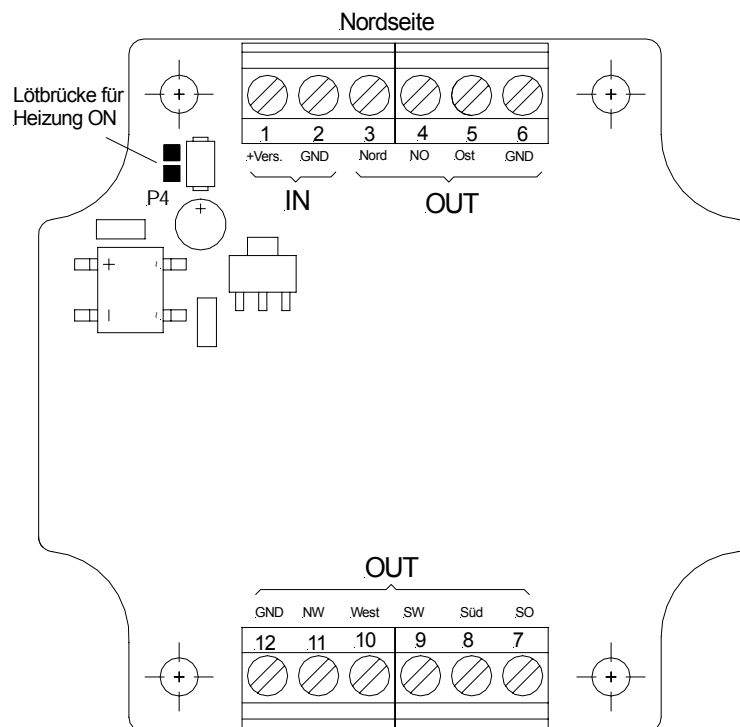 Nordseite
Lötbrücke für
Heizung ON
1 2 3 4 5 6
+Vers. GND Nord NO Ost GND
P4
IN OUT
+
+ ~
- ~
OUT
GND NW West SW Süd SO
12 11 10 9 8 7